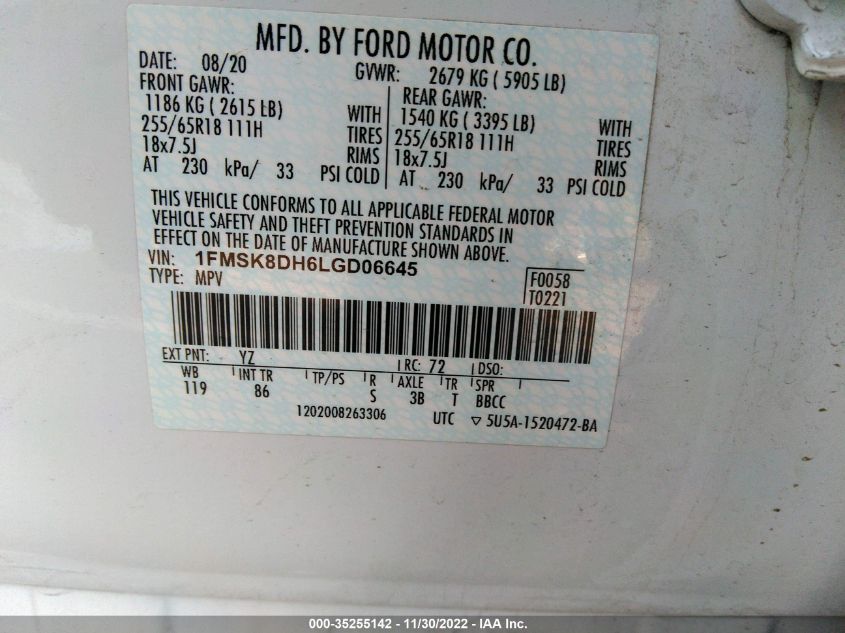 MFD. BY FORD MOTOR CO.
DATE: 08/20 GVWR: 2679 KG ( 5905 LB)
FRONT GAWR: REAR GAWR:
1186 KG ( 2615 LB) WITH 1540 KG ( 3395 LB) WITH
255/65R18 111H TIRES 255/65R18 111H TIRES
18x7.5J RIMS 18x7.5J RIMS
AT 230 kPa/ 33 PSI COLD AT 230 kPa/ 33 PSI COLD
THIS VEHICLE CONFORMS TO ALL APPLICABLE FEDERAL MOTOR
VEHICLE SAFETY AND THEFT PREVENTION STANDARDS IN
EFFECT ON THE DATE OF MANUFACTURE SHOWN ABOVE.
VIN: 1FMSK8DH6LGD06645
TYPE: MPV
F0058
T0221
EXT PNT: YZ RC: 72 DSO:
WB INT TR TP/PS R AXLE TR SPR
119 86 S 3B T BBCC
1202008263306 UTC ▽ 5U5A-1520472-BA
000-35255142 - 11/30/2022 - IAA Inc.